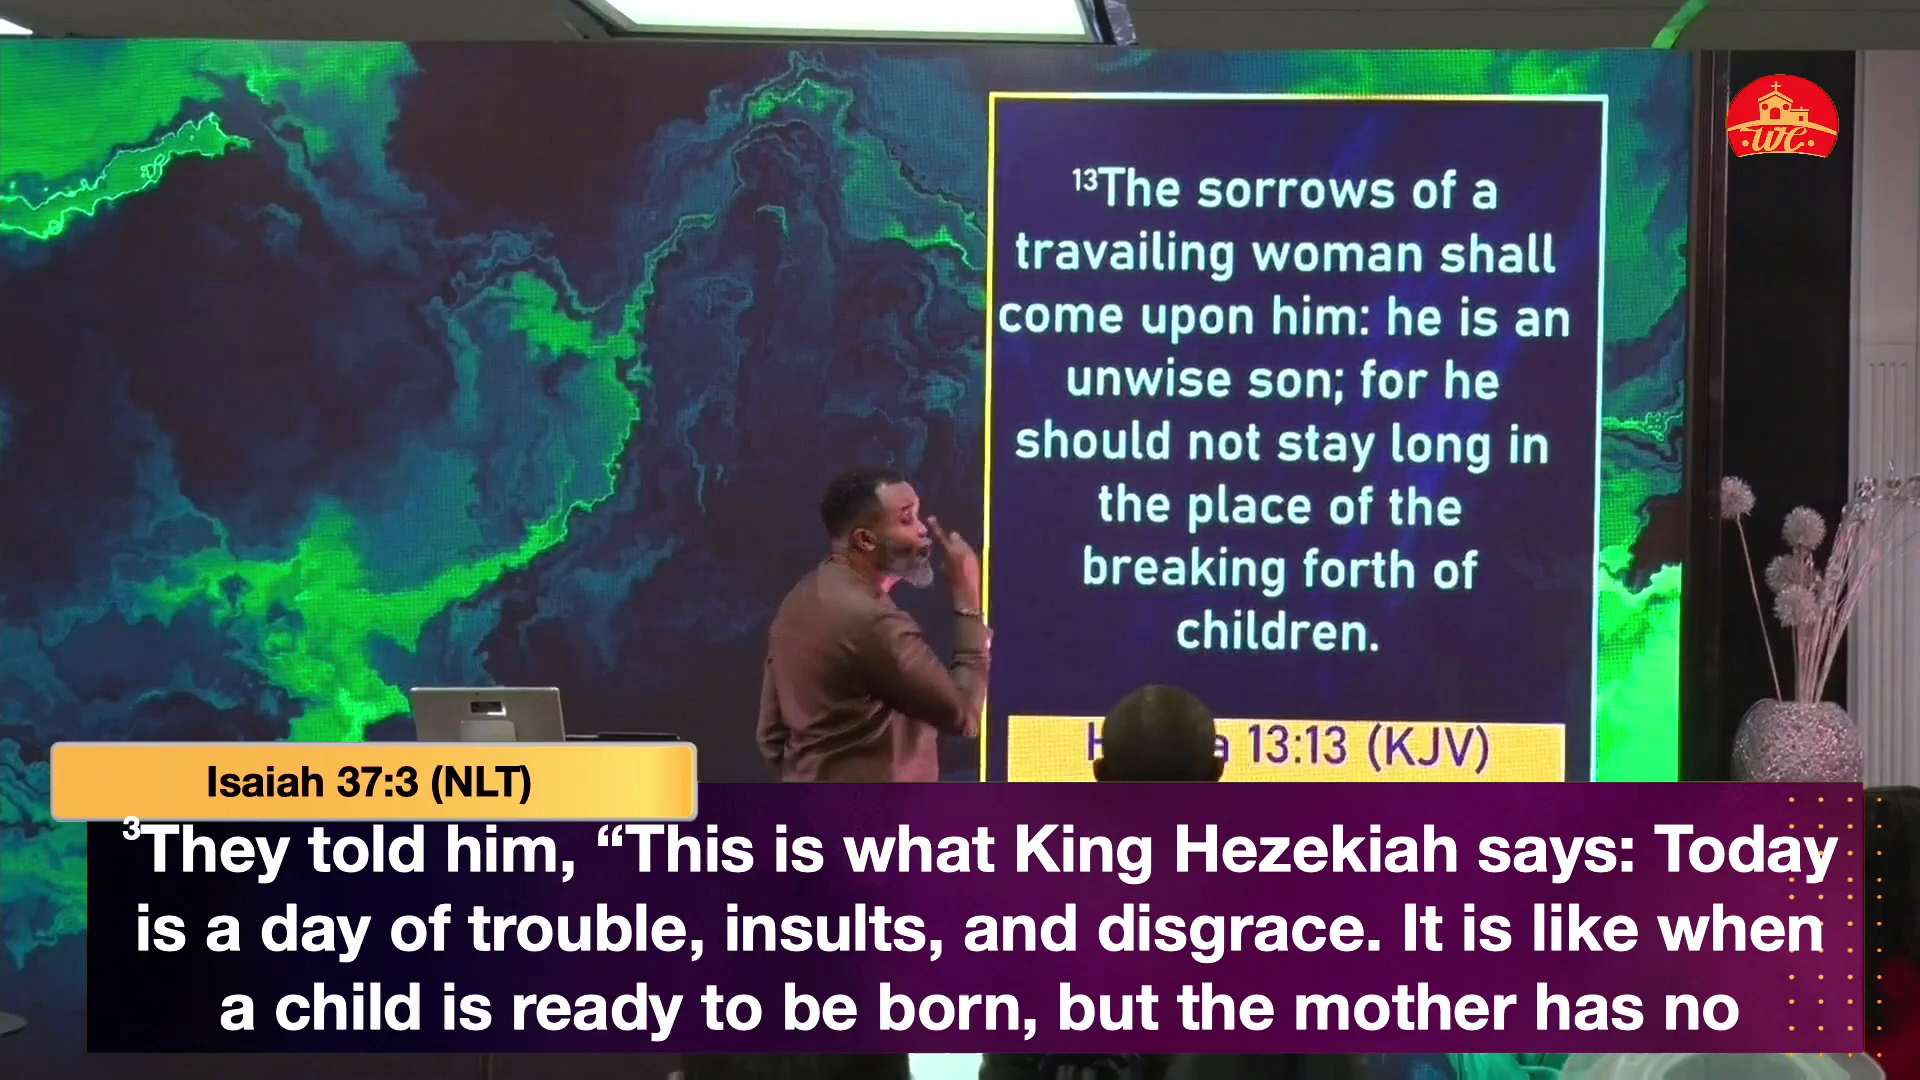 ¹³The sorrows of a
travailing woman shall
come upon him: he is an
unwise son; for he
should not stay long in
the place of the
breaking forth of
children.
13:13 (KJV)
WC
Isaiah 37:3 (NLT)
³They told him, “This is what King Hezekiah says: Today
is a day of trouble, insults, and disgrace. It is like when
a child is ready to be born, but the mother has no